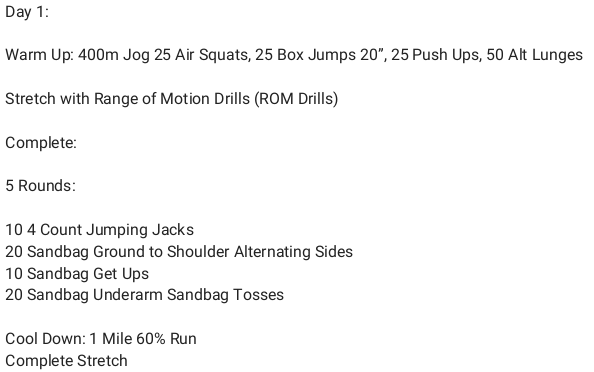 Day 1:
Warm Up: 400m Jog 25 Air Squats, 25 Box Jumps 20”, 25 Push Ups, 50 Alt Lunges
Stretch with Range of Motion Drills (ROM Drills)
Complete:
5 Rounds:
10 4 Count Jumping Jacks
20 Sandbag Ground to Shoulder Alternating Sides
10 Sandbag Get Ups
20 Sandbag Underarm Sandbag Tosses
Cool Down: 1 Mile 60% Run
Complete Stretch